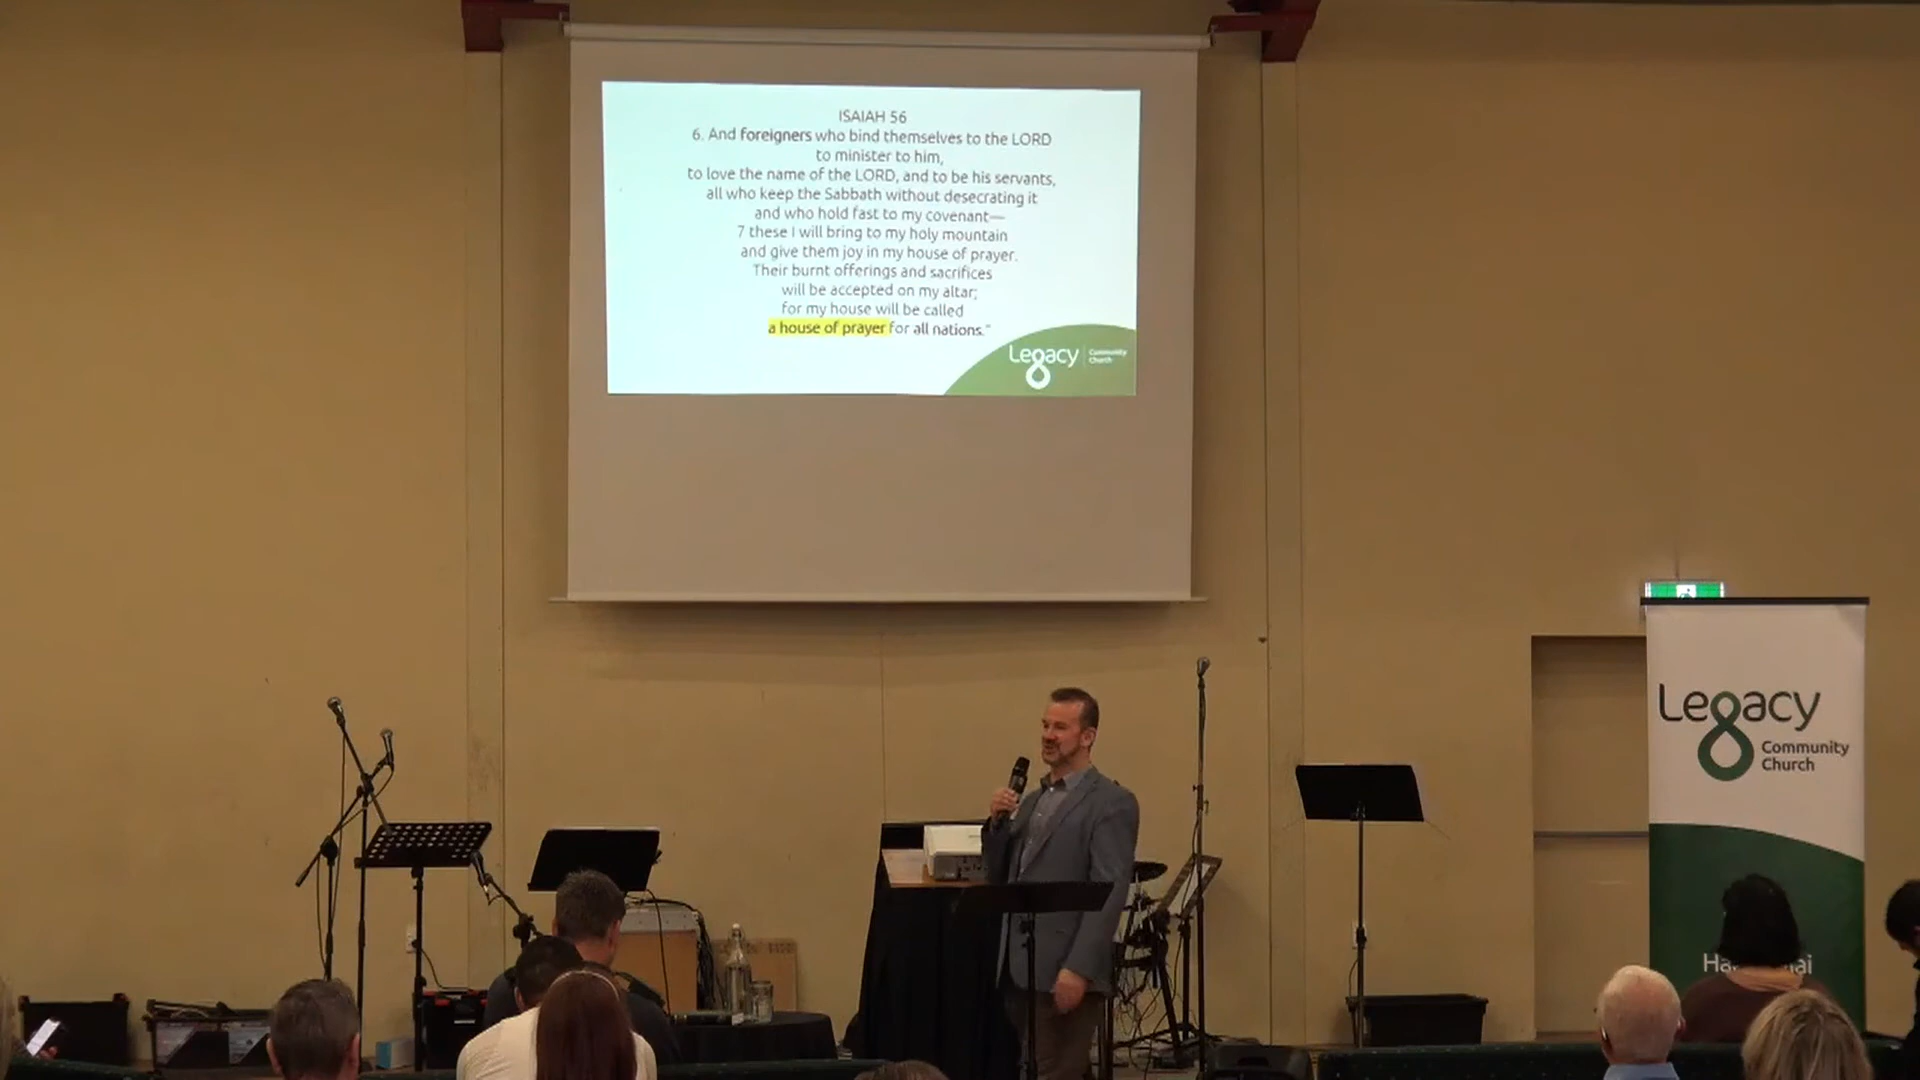 ISAIAH 56
6. And foreigners who bind themselves to the LORD
to minister to him,
to love the name of the LORD, and to be his servants,
all who keep the Sabbath without desecrating it
and who hold fast to my covenant—
7 these I will bring to my holy mountain
and give them joy in my house of prayer.
Their burnt offerings and sacrifices
will be accepted on my altar;
for my house will be called
a house of prayer for all nations."
Legacy
Community
Church
Legacy
Community
Church